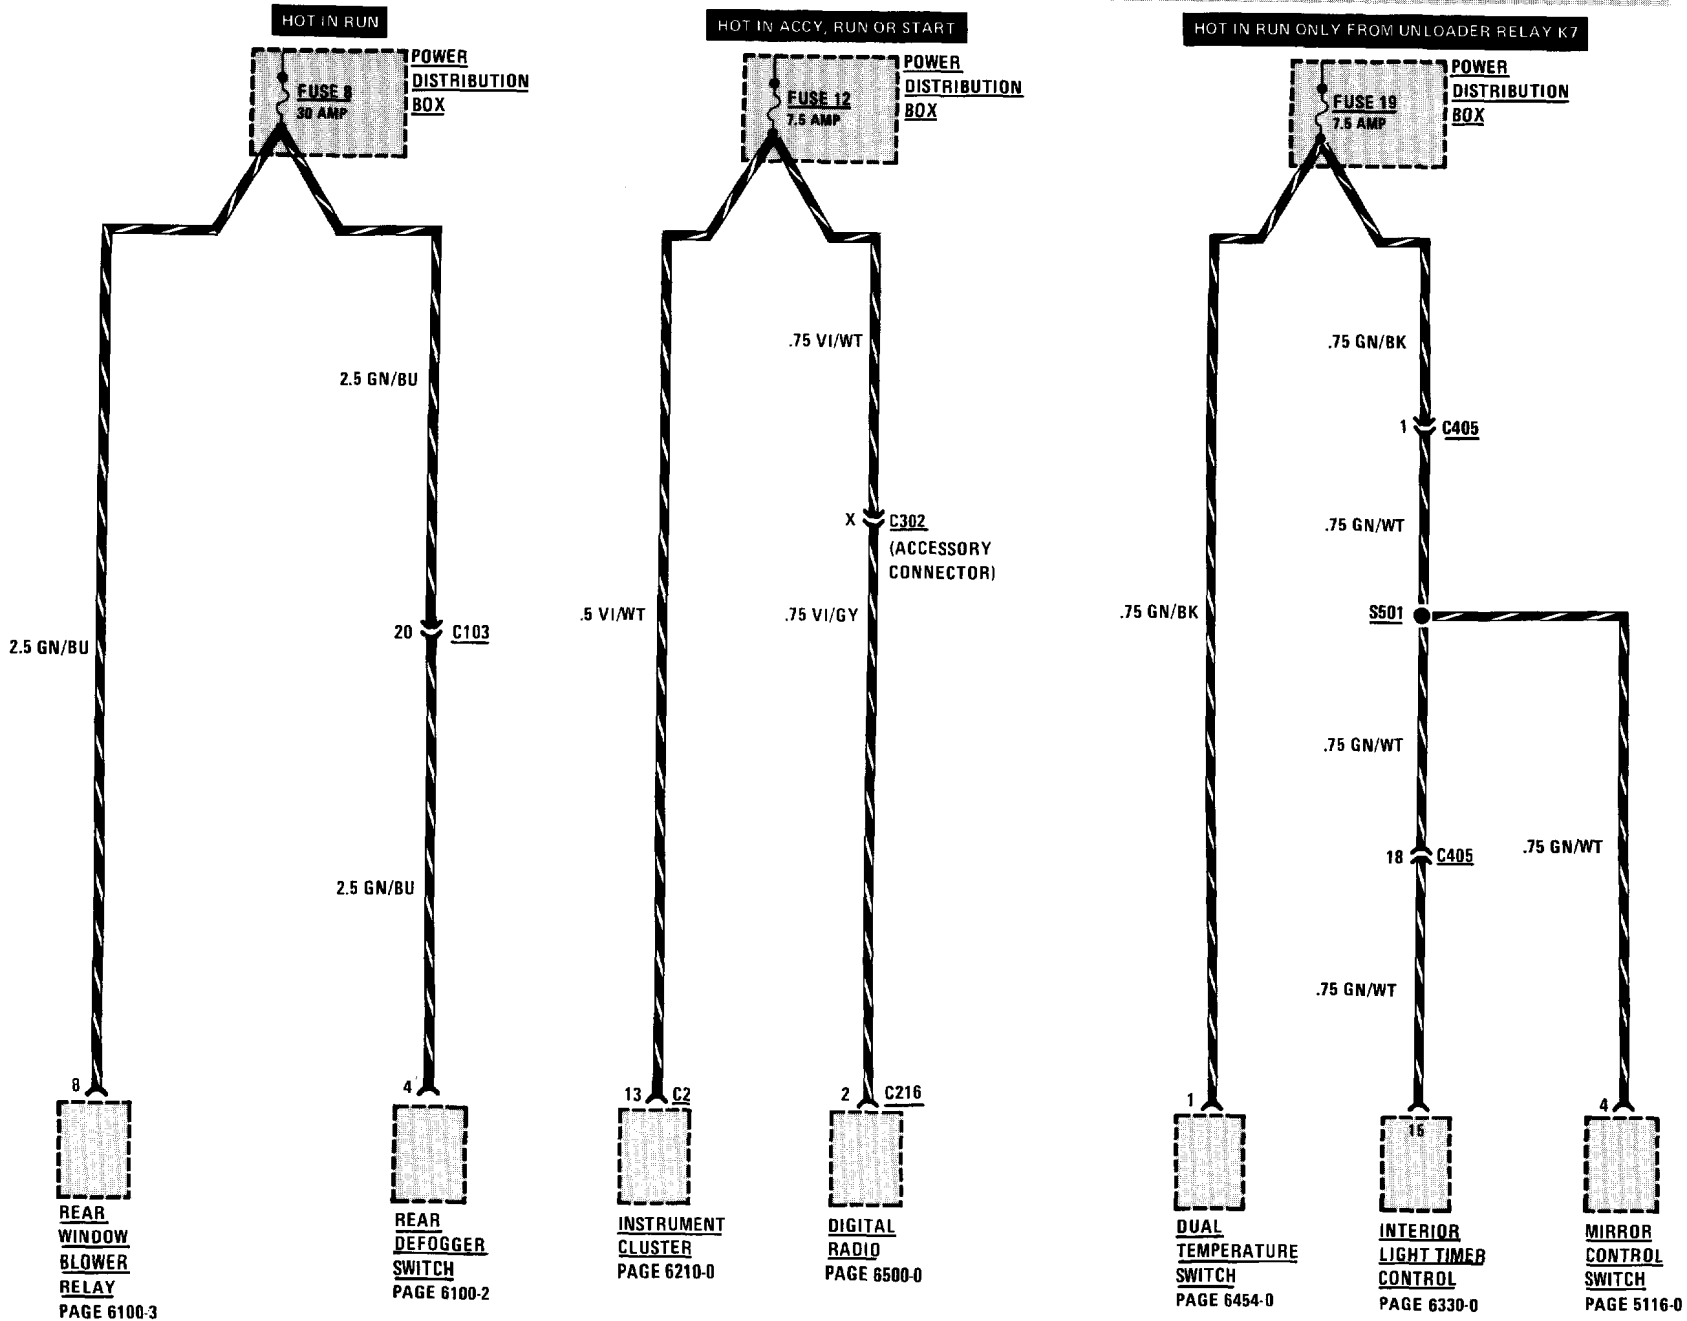 HOT IN RUN
POWER
DISTRIBUTION
BOX
FUSE 8
30 AMP
2.5 GN/BU
2.5 GN/BU
20 C103
2.5 GN/BU
8
REAR
WINDOW
BLOWER
RELAY
PAGE 6100-3
4
REAR
DEFOGGER
SWITCH
PAGE 6100-2
HOT IN ACCY, RUN OR START
POWER
DISTRIBUTION
BOX
FUSE 12
7.5 AMP
.75 VI/WT
X C302
(ACCESSORY
CONNECTOR)
.5 VI/WT
.75 VI/GY
13 C2
INSTRUMENT
CLUSTER
PAGE 6210-0
2 C216
DIGITAL
RADIO
PAGE 6500-0
HOT IN RUN ONLY FROM UNLOADER RELAY K7
POWER
DISTRIBUTION
BOX
FUSE 19
7.5 AMP
.75 GN/BK
1 C405
.75 GN/WT
.75 GN/BK
S501
.75 GN/WT
18 C405
.75 GN/WT
.75 GN/WT
1
DUAL
TEMPERATURE
SWITCH
PAGE 6454-0
15
INTERIOR
LIGHT TIMER
CONTROL
PAGE 6330-0
4
MIRROR
CONTROL
SWITCH
PAGE 5116-0